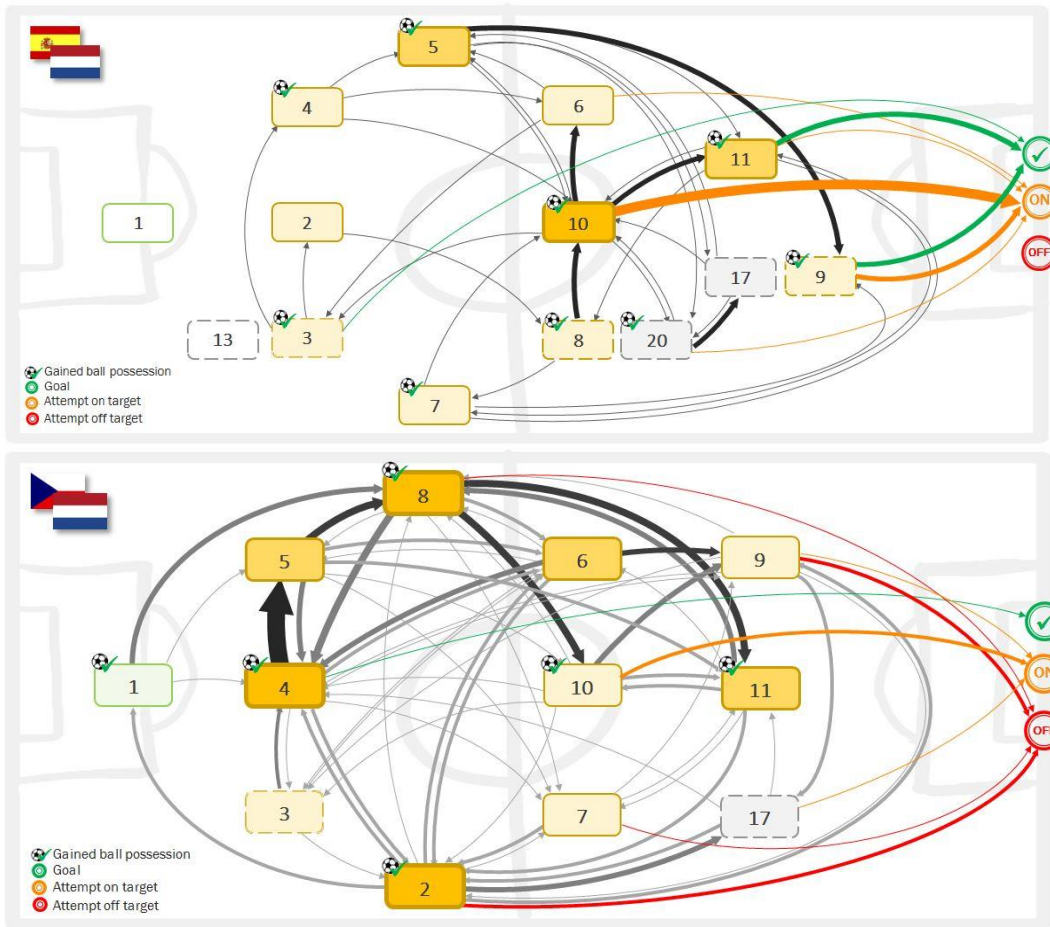 5
4
6
11
1
2
10
ON
17
9
OFF
13
3
8
20
7
Gained ball possession
Goal
Attempt on target
Attempt off target
8
5
6
9
1
4
10
11
ON
OFF
3
7
17
2
Gained ball possession
Goal
Attempt on target
Attempt off target